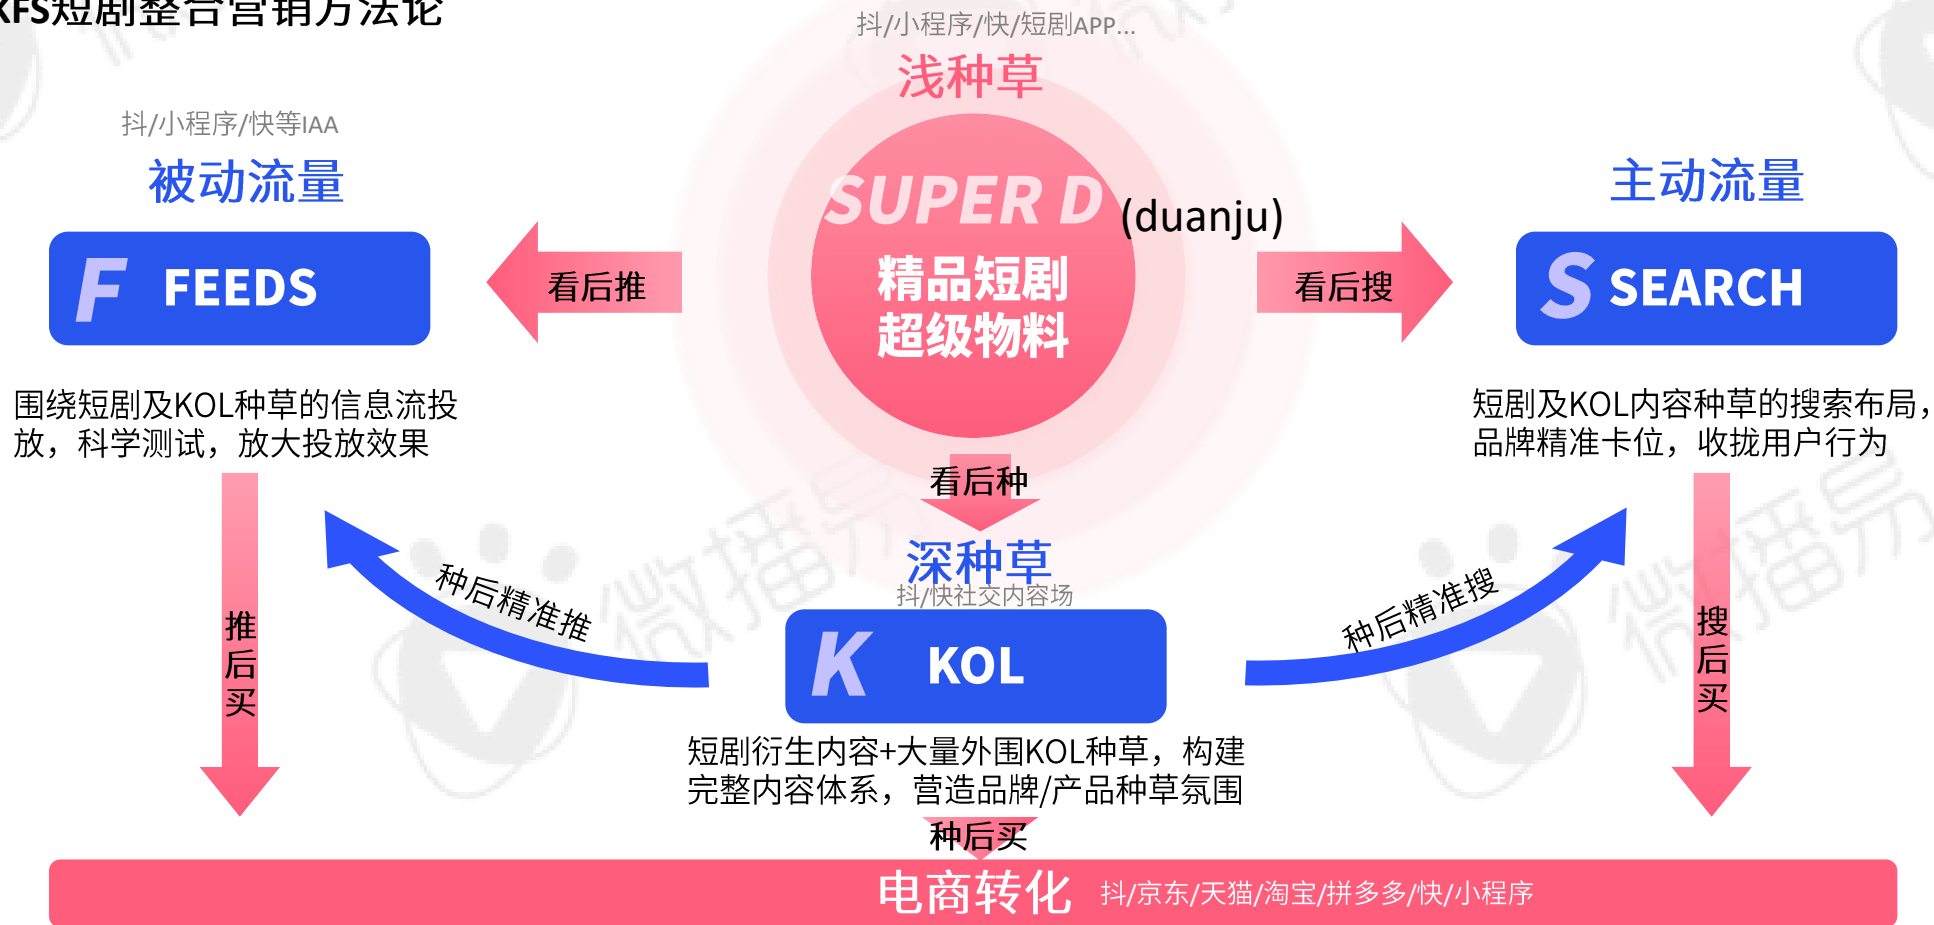 KFS短剧整合营销方法论
抖/小程序/快/短剧APP...
浅种草
抖/小程序/快等IAA
被动流量
主动流量
SUPER D
(duanju)
精品短剧
超级物料
F FEEDS
看后推
看后搜
S SEARCH
围绕短剧及KOL种草的信息流投
放，科学测试，放大投放效果
短剧及KOL内容种草的搜索布局，
品牌精准卡位，收拢用户行为
看后种
深种草
抖/快社交内容场
种后精准推
种后精准搜
推后买
搜后买
K KOL
短剧衍生内容+大量外围KOL种草，构建
完整内容体系，营造品牌/产品种草氛围
种后买
电商转化 抖/京东/天猫/淘宝/拼多多/快/小程序
微播易
微播易